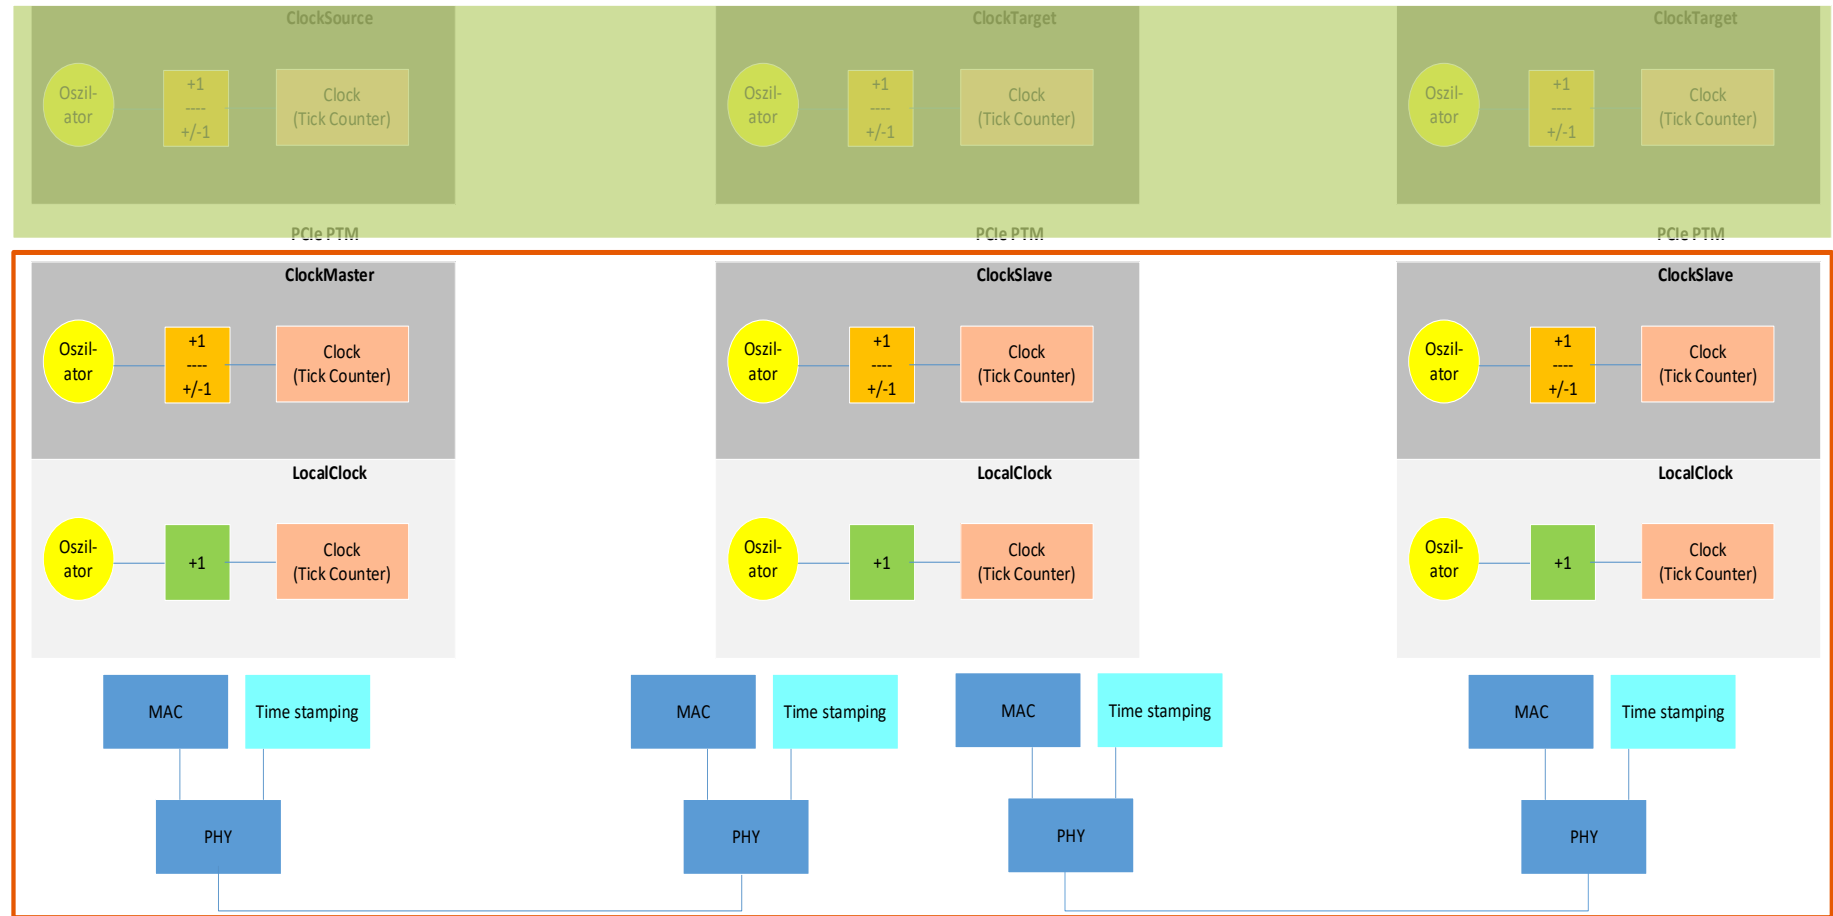 ClockSource
Oszil-
ator
+1
----
+/-1
Clock
(Tick Counter)
ClockTarget
Oszil-
ator
+1
----
+/-1
Clock
(Tick Counter)
ClockTarget
Oszil-
ator
+1
----
+/-1
Clock
(Tick Counter)
PCIe PTM
PCIe PTM
PCIe PTM
ClockMaster
Oszil-
ator
+1
----
+/-1
Clock
(Tick Counter)
ClockSlave
Oszil-
ator
+1
----
+/-1
Clock
(Tick Counter)
ClockSlave
Oszil-
ator
+1
----
+/-1
Clock
(Tick Counter)
LocalClock
Oszil-
ator
+1
Clock
(Tick Counter)
LocalClock
Oszil-
ator
+1
Clock
(Tick Counter)
LocalClock
Oszil-
ator
+1
Clock
(Tick Counter)
MAC
Time stamping
MAC
Time stamping
MAC
Time stamping
MAC
Time stamping
PHY
PHY
PHY
PHY